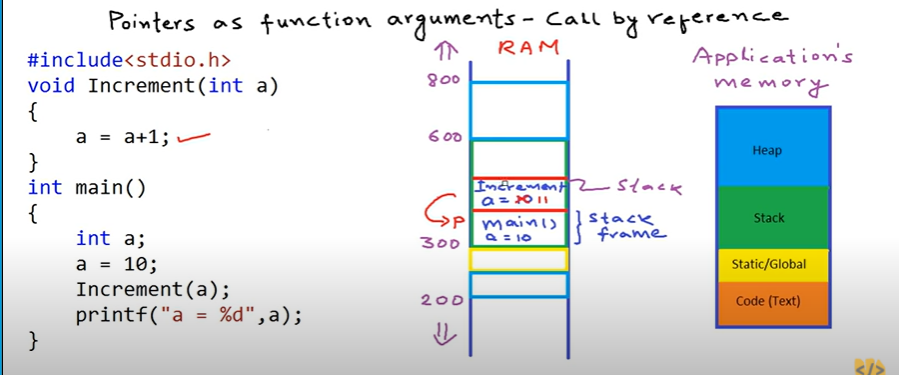 Pointers as function arguments - Call by reference
#include<stdio.h>
void Increment(int a)
{
a = a+1;
}
int main()
{
int a;
a = 10;
Increment(a);
printf("a = %d",a);
}
RAM
800
600
Increment
a = 10 11
Stack
P
main()
a = 10
stack
frame
300
200
Application's
memory
Heap
Stack
Static/Global
Code (Text)
</>